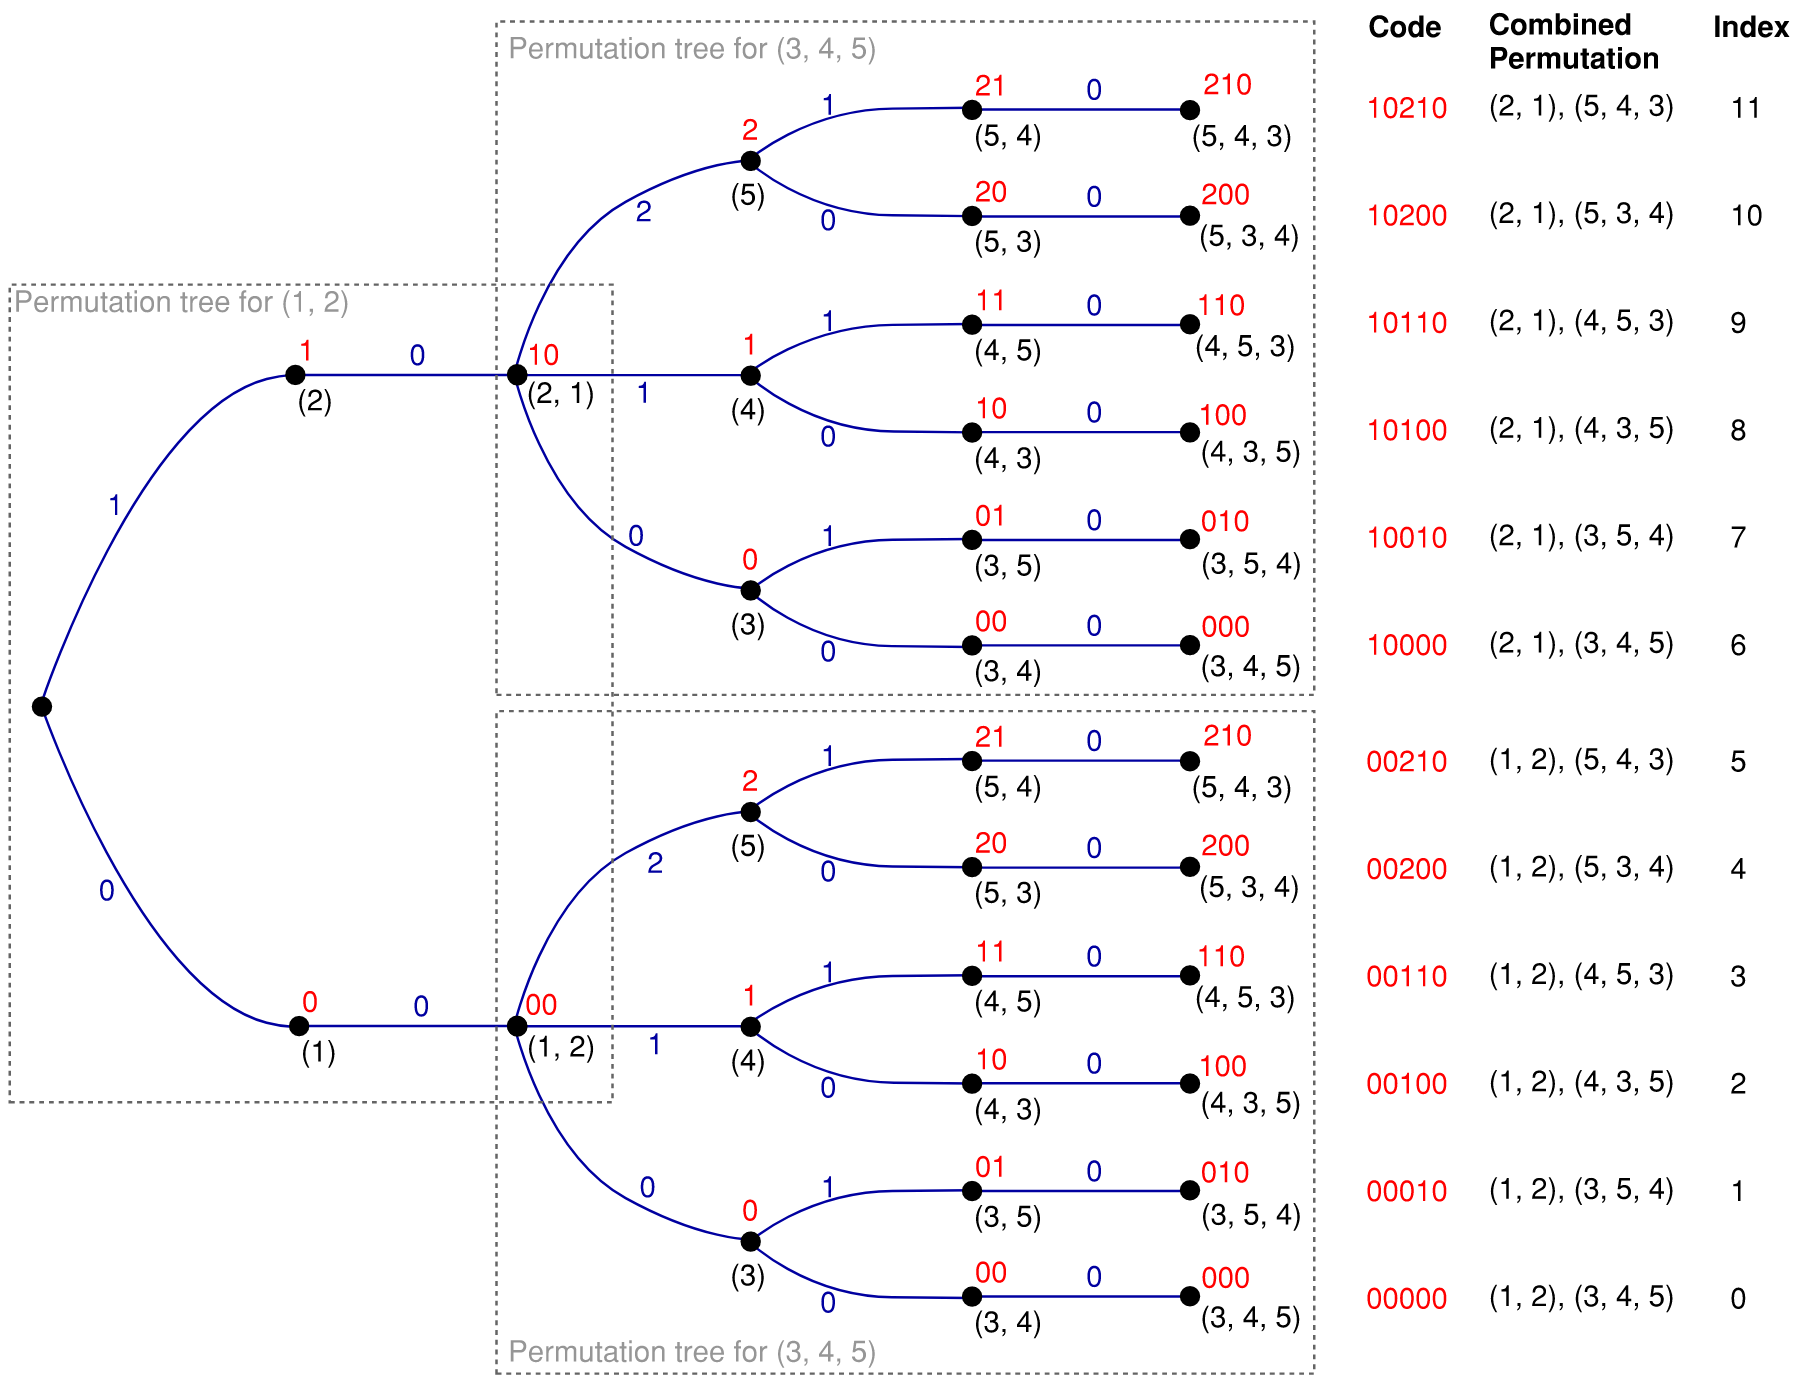 Code Combined Permutation Index
Permutation tree for (3, 4, 5)
2 1 21 0 210
(5) (5, 4) (5, 4, 3)
10210 (2, 1), (5, 4, 3) 11
2 0 20 0 200
(5, 3) (5, 3, 4)
10200 (2, 1), (5, 3, 4) 10
Permutation tree for (1, 2)
1 0 10
(2) (2, 1)
1 1 1 11 0 110
(4) (4, 5) (4, 5, 3)
10110 (2, 1), (4, 5, 3) 9
0 10 0 100
(4, 3) (4, 3, 5)
10100 (2, 1), (4, 3, 5) 8
1
0 0 1 01 0 010
(3) (3, 5) (3, 5, 4)
10010 (2, 1), (3, 5, 4) 7
0 00 0 000
(3, 4) (3, 4, 5)
10000 (2, 1), (3, 4, 5) 6
2 1 21 0 210
(5) (5, 4) (5, 4, 3)
00210 (1, 2), (5, 4, 3) 5
0
2 0 20 0 200
(5, 3) (5, 3, 4)
00200 (1, 2), (5, 3, 4) 4
0 0 00
(1) (1, 2)
1 1 1 11 0 110
(4) (4, 5) (4, 5, 3)
00110 (1, 2), (4, 5, 3) 3
0 10 0 100
(4, 3) (4, 3, 5)
00100 (1, 2), (4, 3, 5) 2
0 0 1 01 0 010
(3) (3, 5) (3, 5, 4)
00010 (1, 2), (3, 5, 4) 1
0 00 0 000
(3, 4) (3, 4, 5)
00000 (1, 2), (3, 4, 5) 0
Permutation tree for (3, 4, 5)